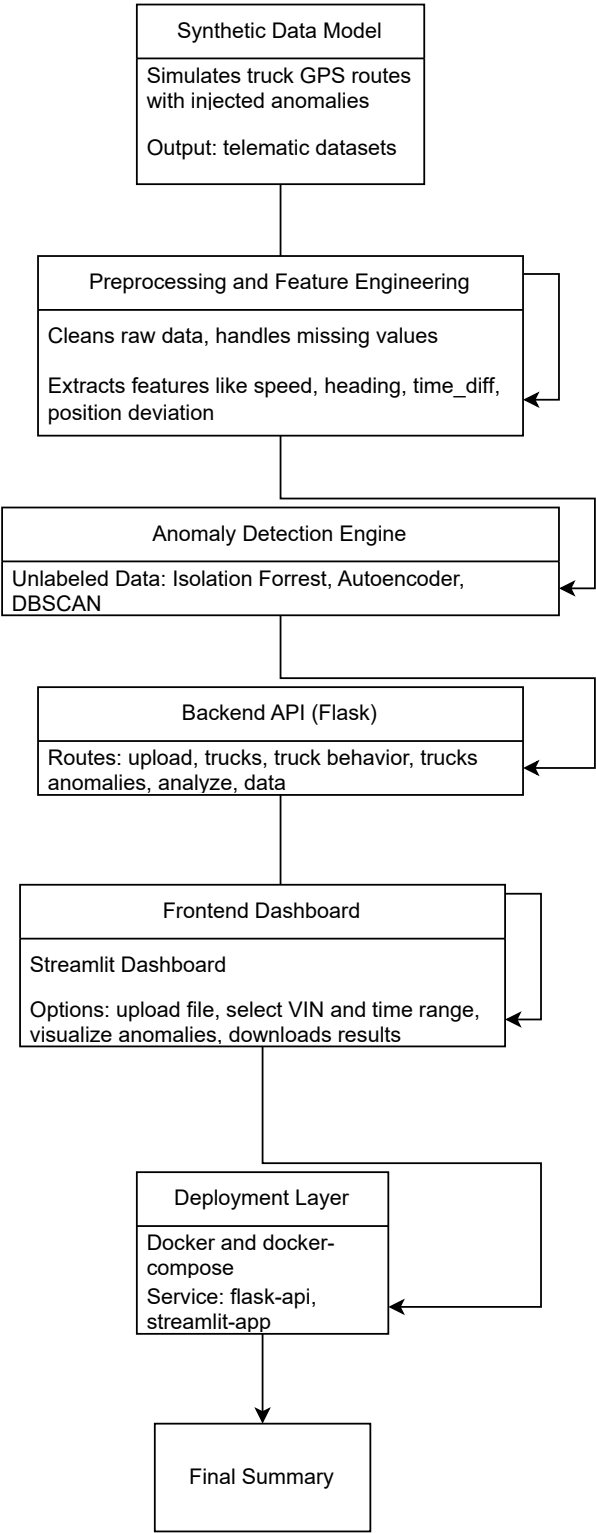 Synthetic Data Model
Simulates truck GPS routes
with injected anomalies
Output: telematic datasets
Preprocessing and Feature Engineering
Cleans raw data, handles missing values
Extracts features like speed, heading, time_diff,
position deviation
Anomaly Detection Engine
Unlabeled Data: Isolation Forrest, Autoencoder,
DBSCAN
Backend API (Flask)
Routes: upload, trucks, truck behavior, trucks
anomalies, analyze, data
Frontend Dashboard
Streamlit Dashboard
Options: upload file, select VIN and time range,
visualize anomalies, downloads results
Deployment Layer
Docker and docker-
compose
Service: flask-api,
streamlit-app
Final Summary